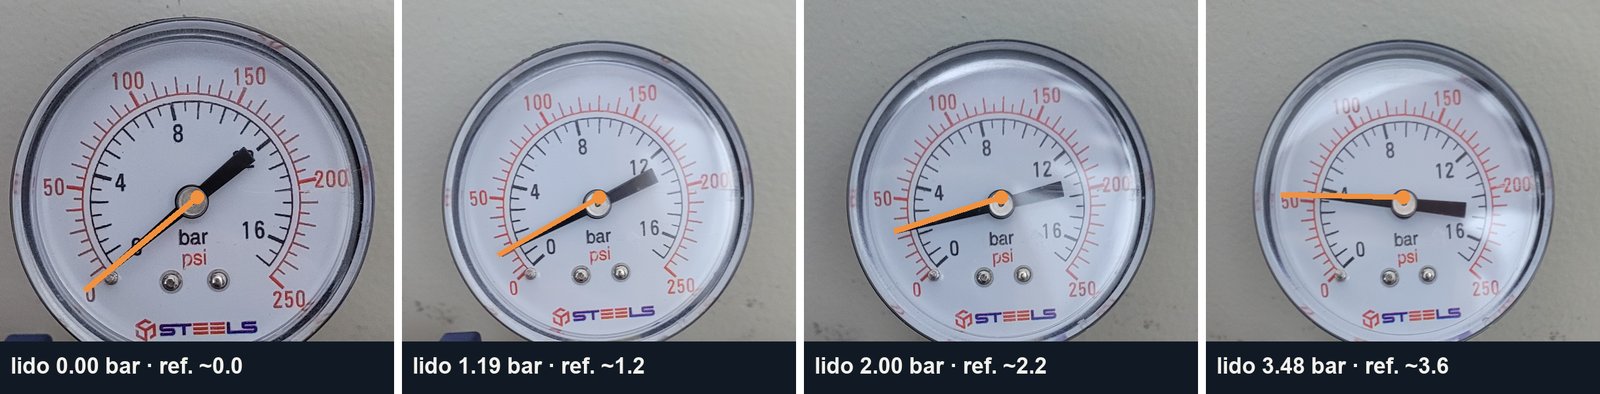 100 150
8
50 4 12 200
0 16
bar
psi
0 250
STEELS
lido 0.00 bar · ref. ~0.0
100 150
8
12
50 4 200
0 16
bar
psi
0 250
STEELS
lido 1.19 bar · ref. ~1.2
100 150
8
12
50 4 200
0 16
bar
psi
0 250
STEELS
lido 2.00 bar · ref. ~2.2
100 150
8
12
50 4 200
0 16
bar
psi
0 250
STEELS
lido 3.48 bar · ref. ~3.6